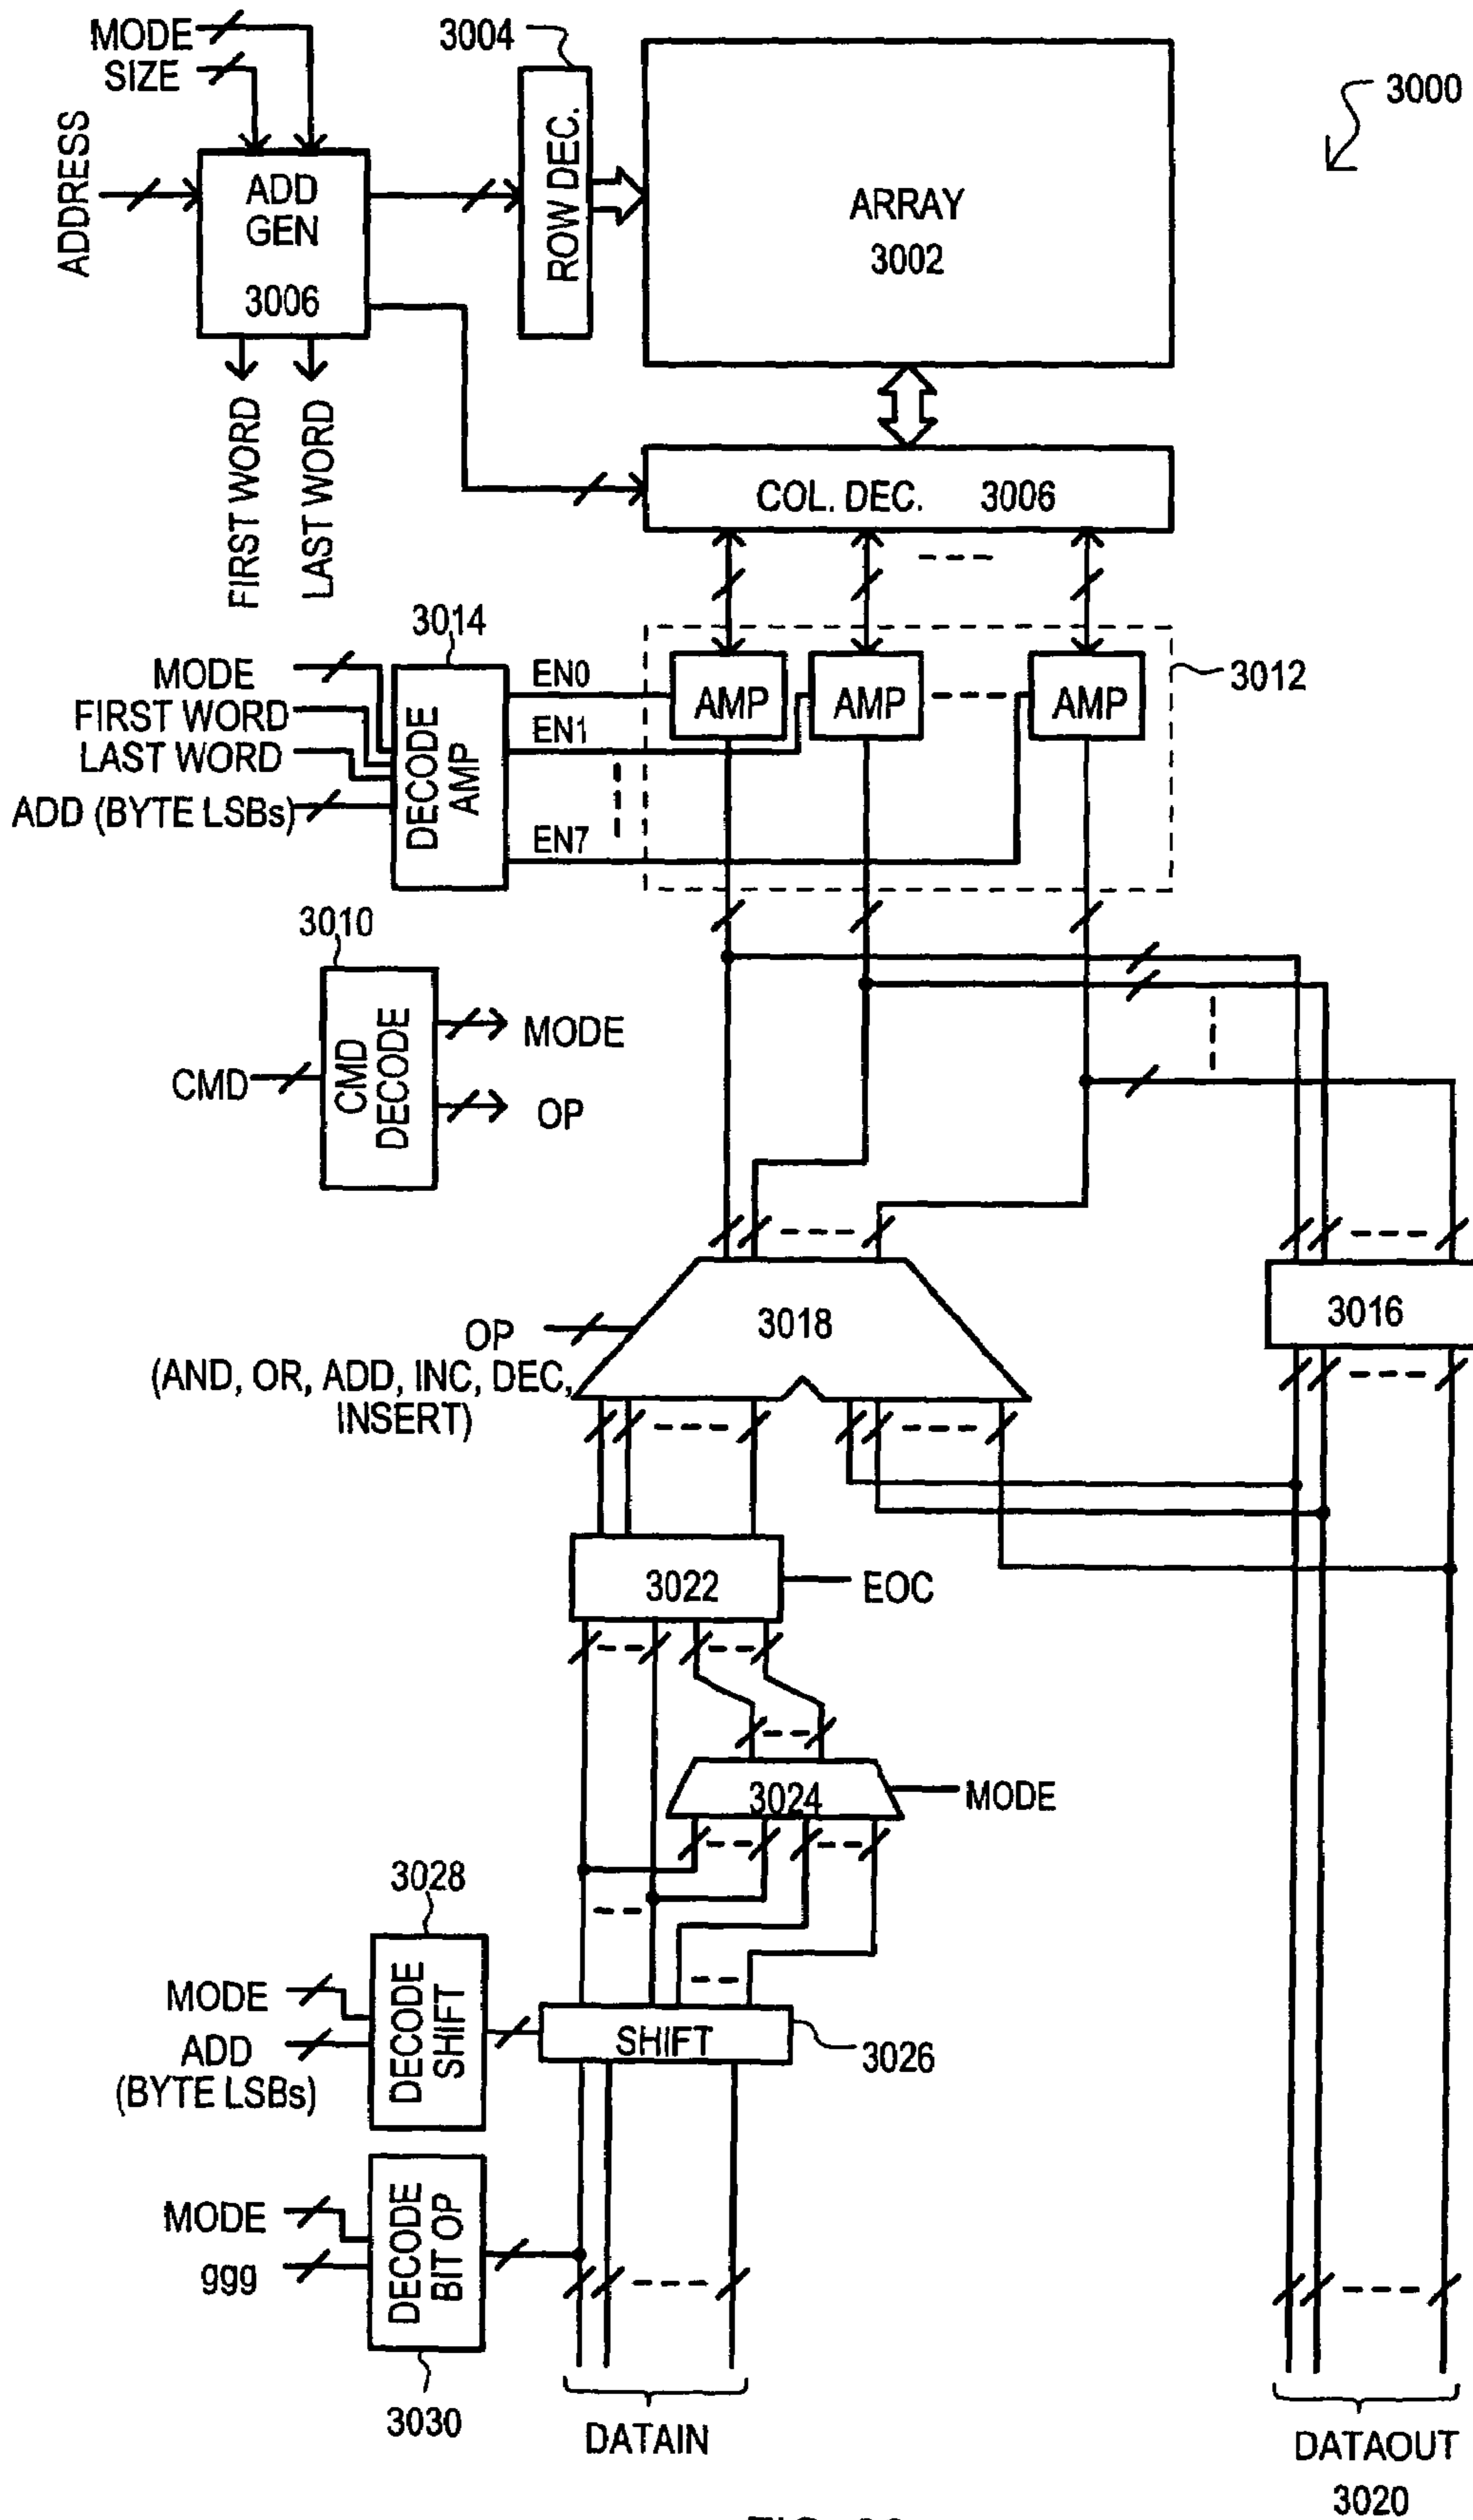 MODE
SIZE
ADDRESS
ADD
GEN
3006
FIRST WORD
LAST WORD
3004
ROW DEC.
ARRAY
3002
3000
COL. DEC. 3006
3014
MODE
FIRST WORD
LAST WORD
ADD (BYTE LSBs)
DECODE
AMP
EN0
EN1
EN7
AMP
AMP
AMP
3012
3010
CMD
CMD
DECODE
MODE
OP
OP
(AND, OR, ADD, INC, DEC,
INSERT)
3018
3016
3022
EOC
3024
MODE
3028
MODE
ADD
(BYTE LSBs)
DECODE
SHIFT
SHIFT
3026
MODE
ggg
DECODE
BIT OP
3030
DATAIN
DATAOUT
3020